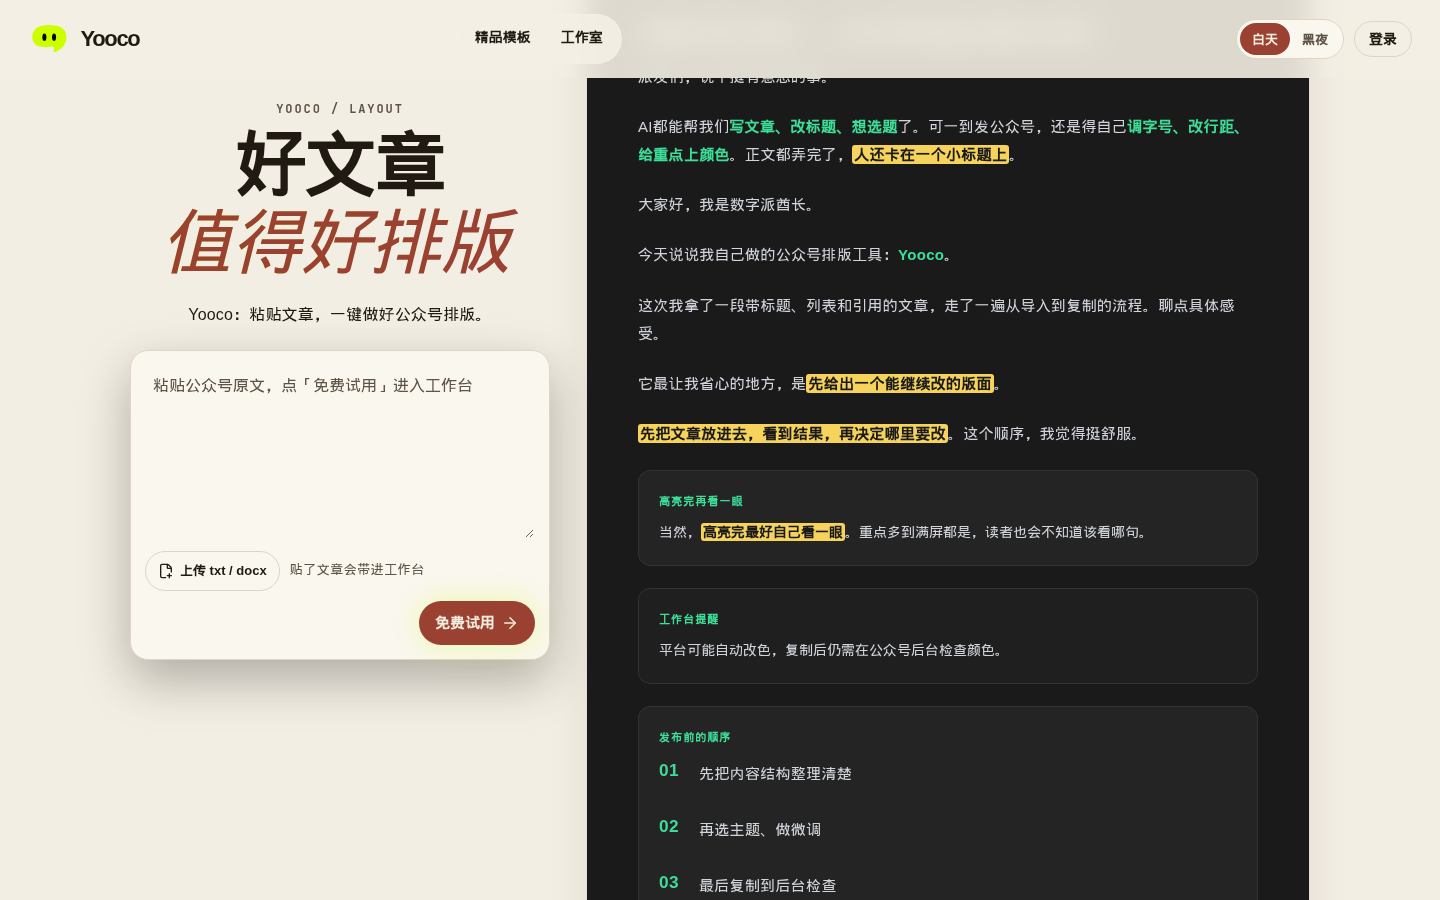 Yooco
精品模板
工作室
白天
黑夜
登录
YOOCO / LAYOUT
好文章
值得好排版
Yooco：粘贴文章，一键做好公众号排版。
粘贴公众号原文，点「免费试用」进入工作台
上传 txt / docx
贴了文章会带进工作台
免费试用
AI都能帮我们写文章、改标题、想选题了。可一到发公众号，还是得自己调字号、改行距、
给重点上颜色。正文都弄完了，人还卡在一个小标题上。
大家好，我是数字派酋长。
今天说说我自己做的公众号排版工具：Yooco。
这次我拿了一段带标题、列表和引用的文章，走了一遍从导入到复制的流程。聊点具体感
受。
它最让我省心的地方，是先给出一个能继续改的版面。
先把文章放进去，看到结果，再决定哪里要改。这个顺序，我觉得挺舒服。
高亮完再看一眼
当然，高亮完最好自己看一眼。重点多到满屏都是，读者也会不知道该看哪句。
工作台提醒
平台可能自动改色，复制后仍需在公众号后台检查颜色。
发布前的顺序
01 先把内容结构整理清楚
02 再选主题、做微调
03 最后复制到后台检查